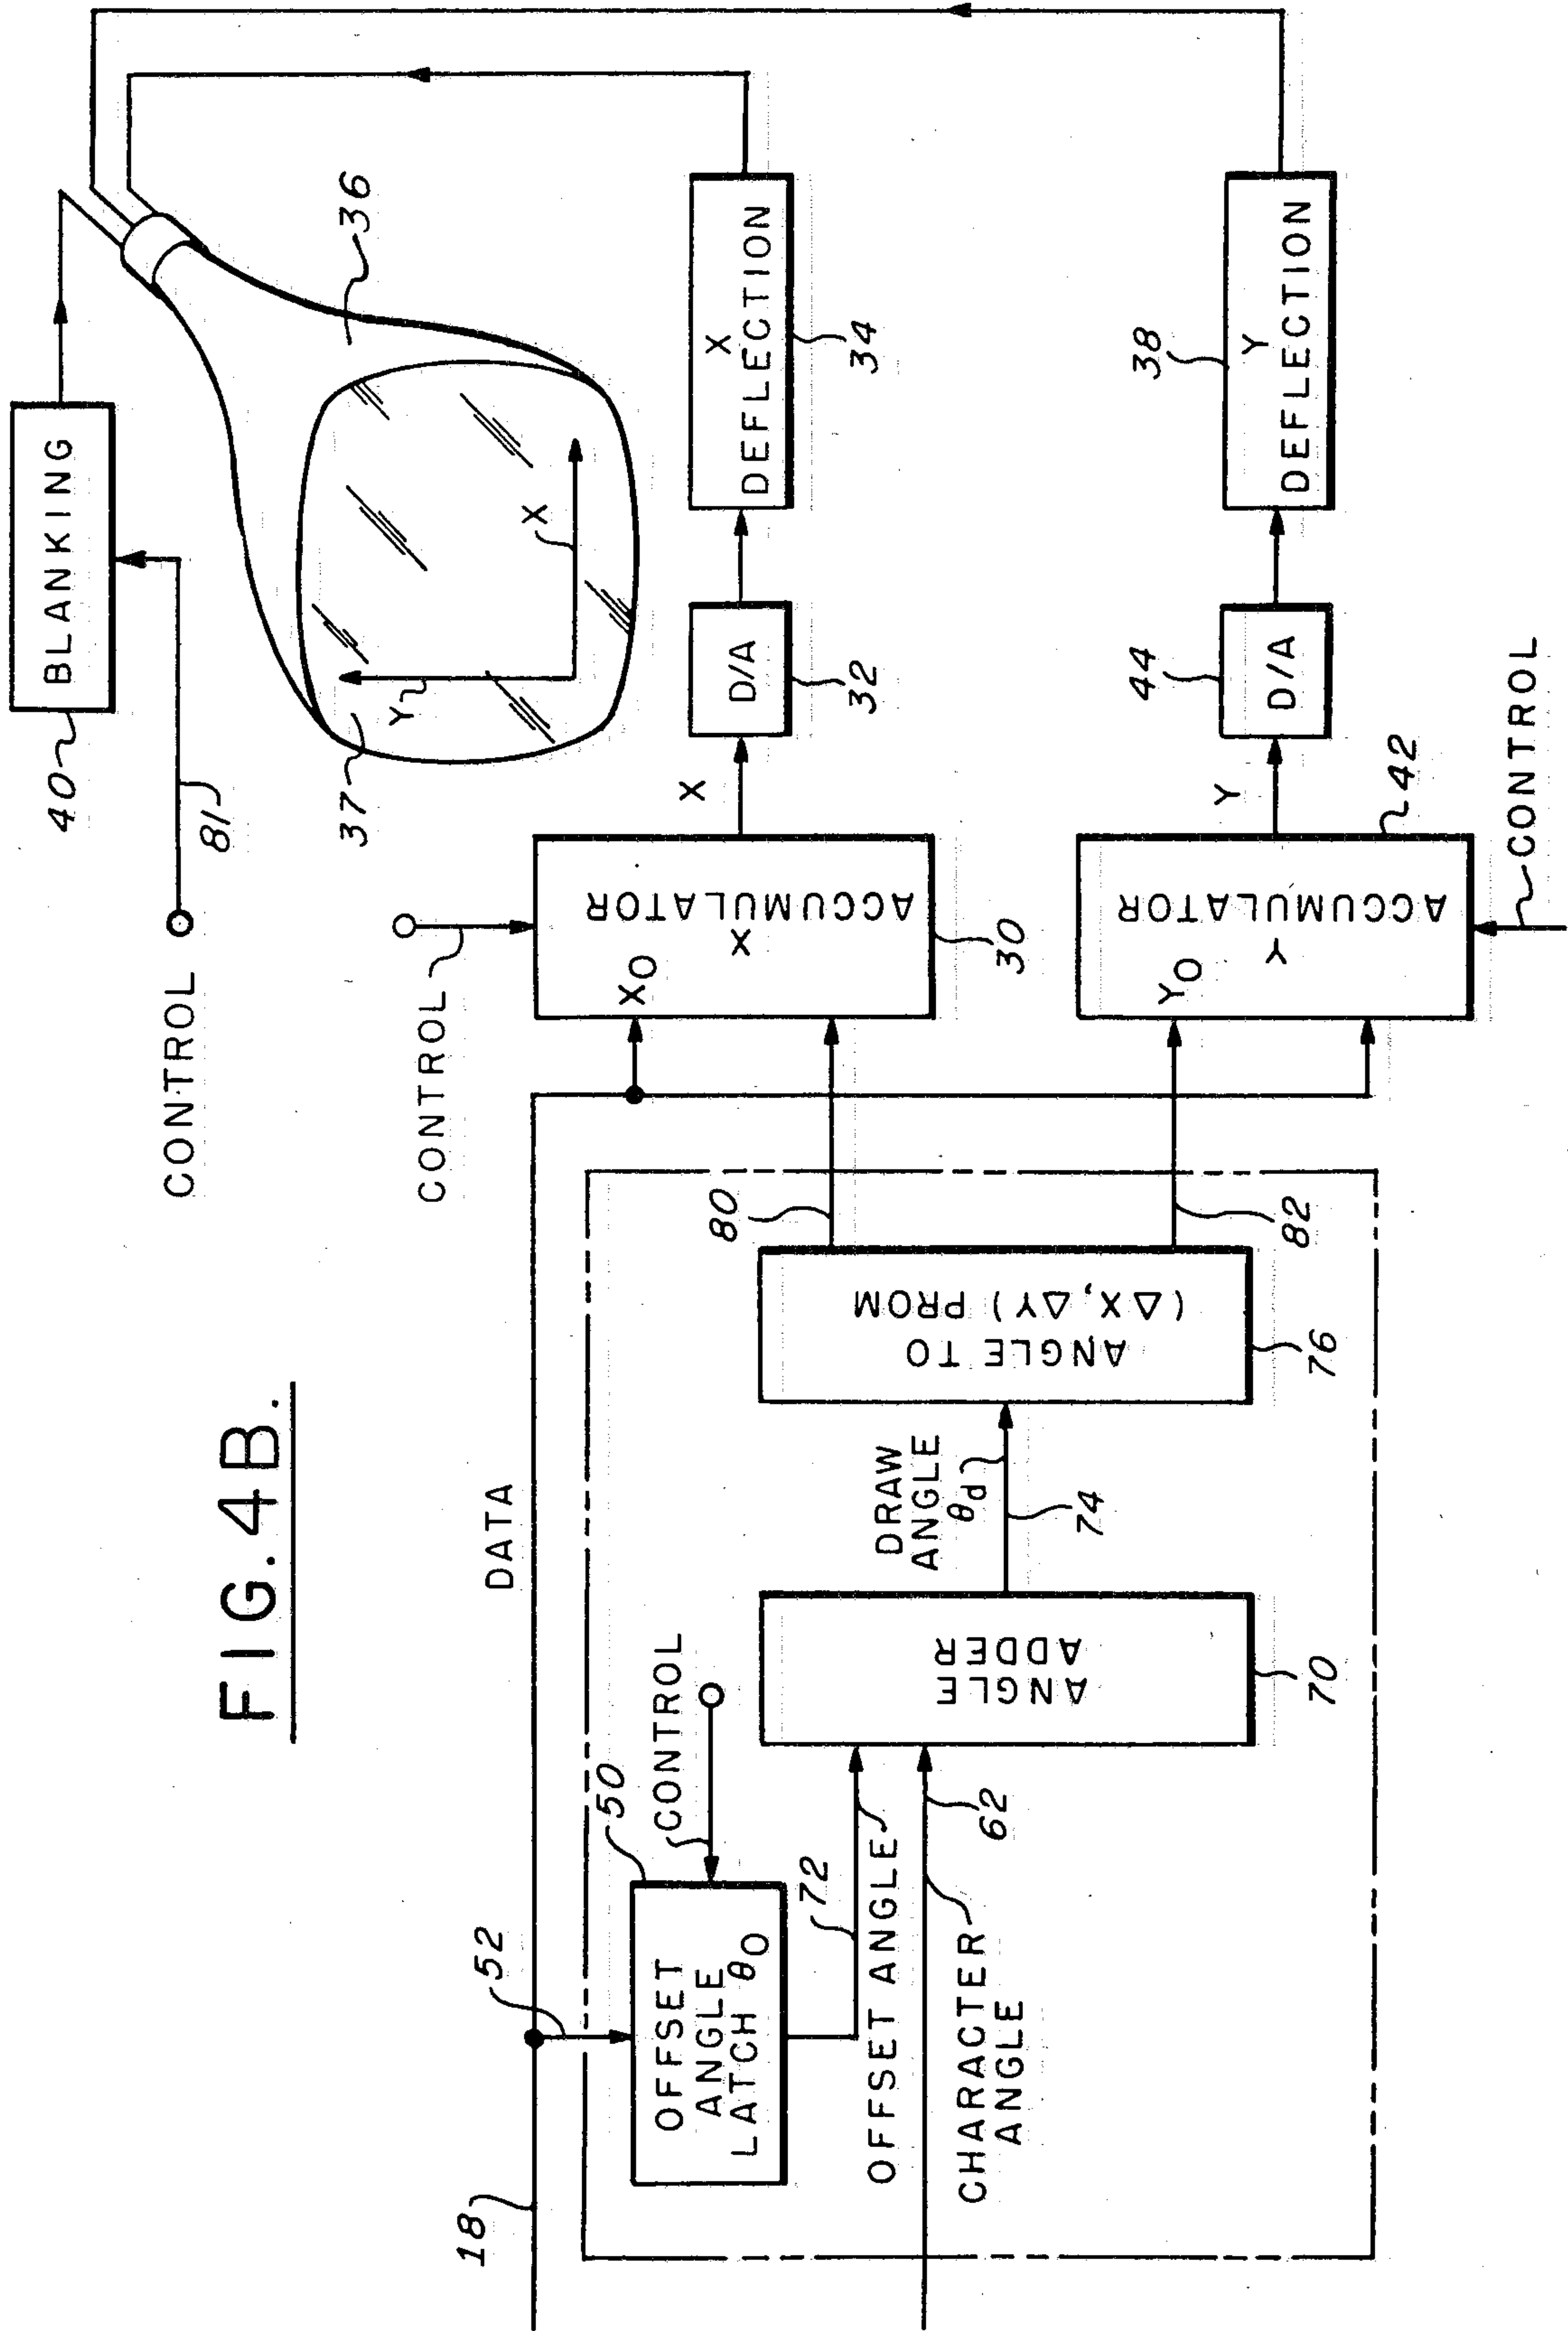 FIG. 4B.
18
52
DATA
OFFSET
ANGLE
LATCH θ0
50
CONTROL
72
OFFSET ANGLE
62
CHARACTER
ANGLE
ANGLE
ADDER
70
DRAW
ANGLE
θd
74
ANGLE TO
(ΔX, ΔY) PROM
76
80
82
CONTROL
81
40
BLANKING
CONTROL
X0
X
ACCUMULATOR
30
Y0
Y
ACCUMULATOR
42
CONTROL
X
D/A
32
X
DEFLECTION
34
Y
D/A
44
Y
DEFLECTION
38
37
Y
X
36